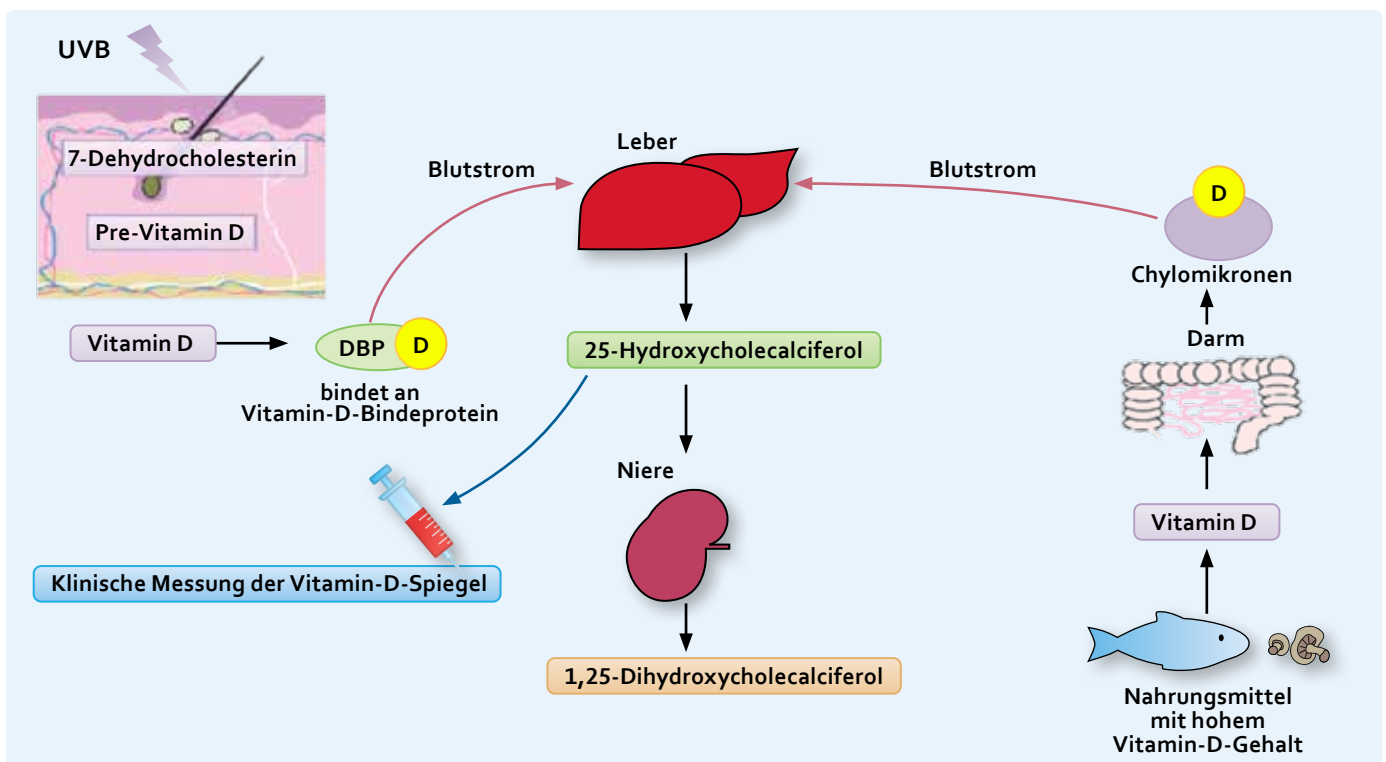 UVB
7-Dehydrocholesterin
Pre-Vitamin D
Vitamin D
DBP
D
bindet an
Vitamin-D-Bindeprotein
Blutstrom
Leber
Blutstrom
25-Hydroxycholecalciferol
Niere
1,25-Dihydroxycholecalciferol
Klinische Messung der Vitamin-D-Spiegel
D
Chylomikronen
Darm
Vitamin D
Nahrungsmittel
mit hohem
Vitamin-D-Gehalt